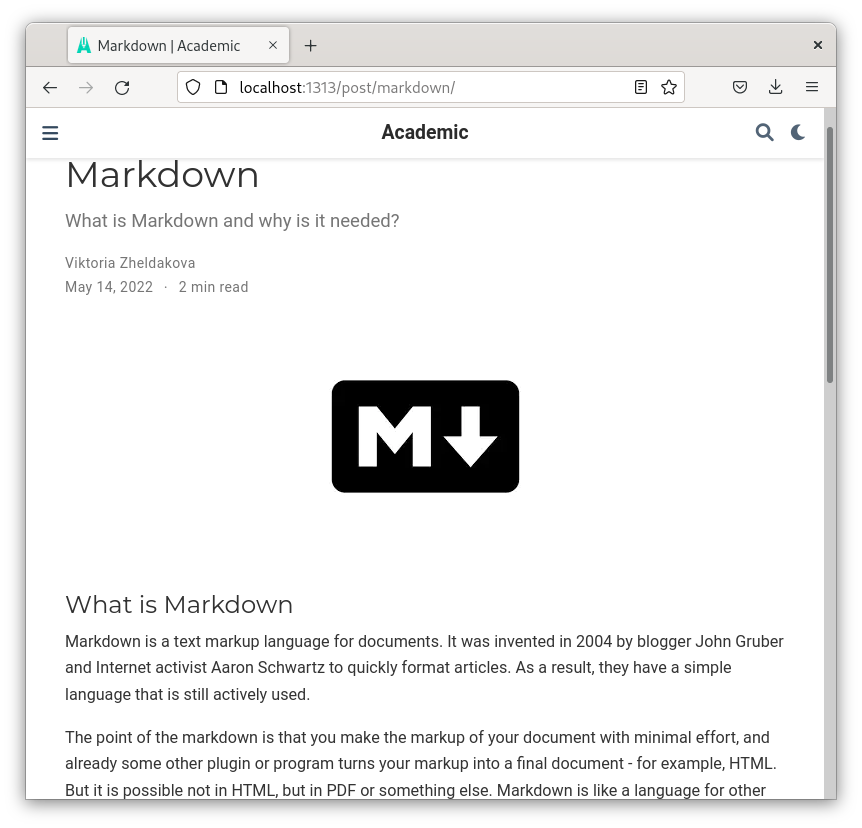 Markdown | Academic
localhost:1313/post/markdown/
Academic
Markdown
What is Markdown and why is it needed?
Viktoria Zheldakova
May 14, 2022 · 2 min read
M
What is Markdown
Markdown is a text markup language for documents. It was invented in 2004 by blogger John Gruber
and Internet activist Aaron Schwartz to quickly format articles. As a result, they have a simple
language that is still actively used.
The point of the markdown is that you make the markup of your document with minimal effort, and
already some other plugin or program turns your markup into a final document - for example, HTML.
But it is possible not in HTML, but in PDF or something else. Markdown is like a language for other